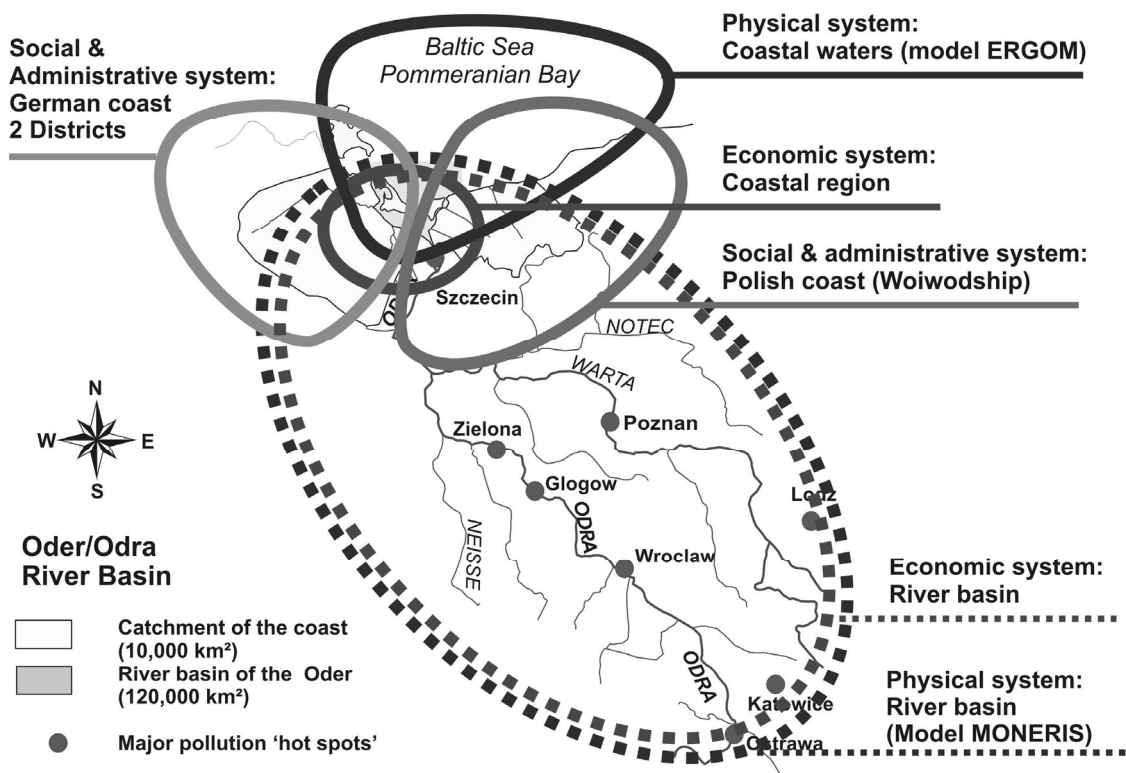 Social &
Administrative system:
German coast
2 Districts
Baltic Sea
Pommeranian Bay
Physical system:
Coastal waters (model ERGOM)
Economic system:
Coastal region
Social & administrative system:
Polish coast (Woiwodship)
Szczecin
NOTEC
WARTA
N
W E
S
Zielona
Poznan
Glogow
Lodz
NEISSE
ODRA
Wroclaw
Oder/Odra
River Basin
Economic system:
River basin
Catchment of the coast
(10,000 km²)
River basin of the Oder
(120,000 km²)
ODRA
Katowice
Physical system:
River basin
(Model MONERIS)
Major pollution ‘hot spots’
Ostrawa